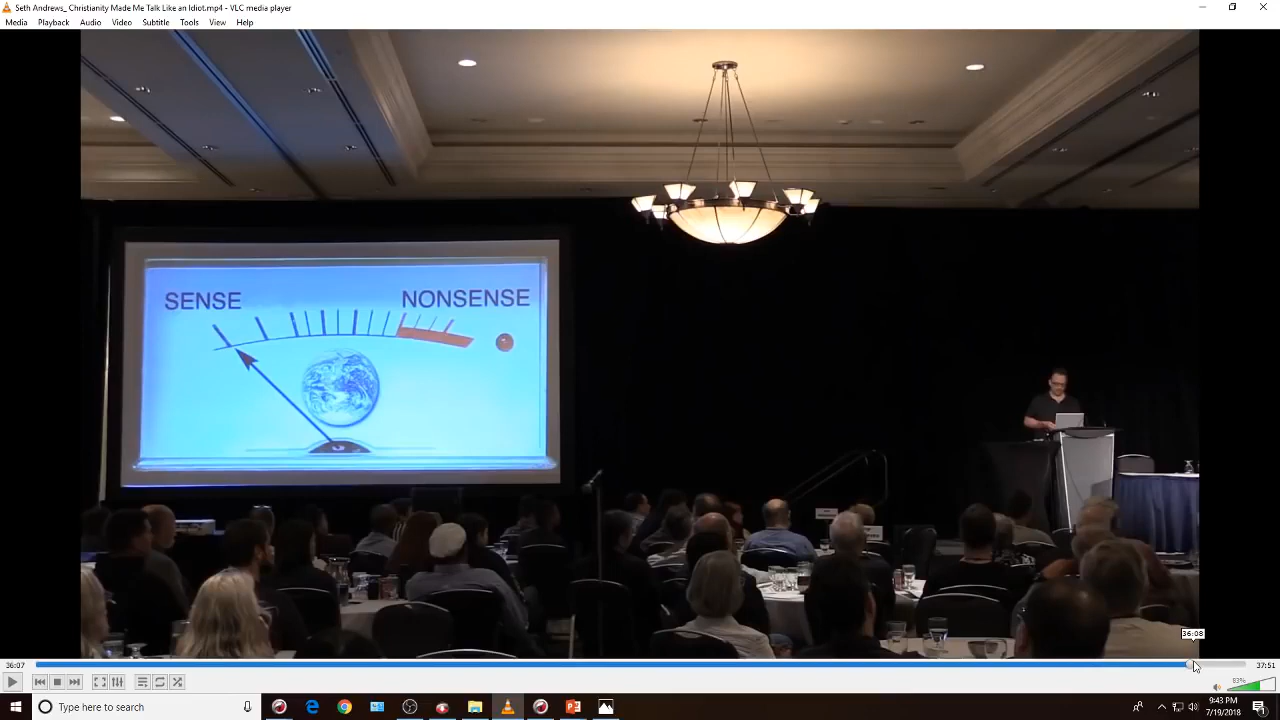 Seth Andrews_ Christianity Made Me Talk Like an Idiot.mp4 - VLC media player
Media Playback Audio Video Subtitle Tools View Help
SENSE NONSENSE
36:08
36:07 37:51
83%
Type here to search
9:43 PM
7/19/2018